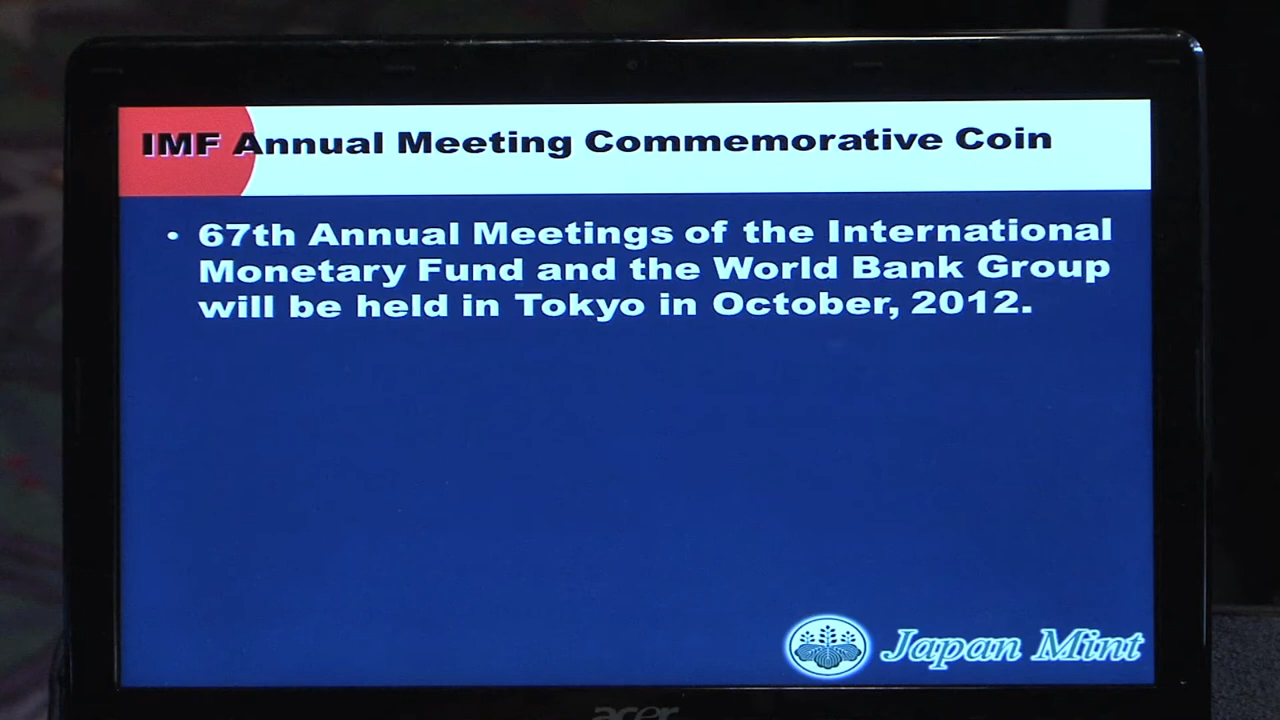 IMF Annual Meeting Commemorative Coin
• 67th Annual Meetings of the International
Monetary Fund and the World Bank Group
will be held in Tokyo in October, 2012.
Japan Mint
acer